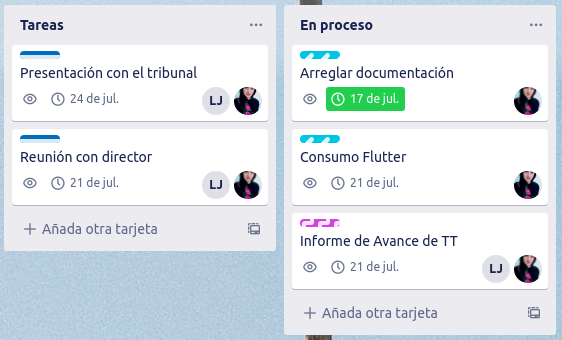 Tareas
Presentación con el tribunal
24 de jul.
LJ
Reunión con director
LJ
21 de jul.
Añada otra tarjeta
En proceso
Arreglar documentación
17 de jul.
Consumo Flutter
21 de jul.
Informe de Avance de TT
21 de jul.
LJ
Añada otra tarjeta